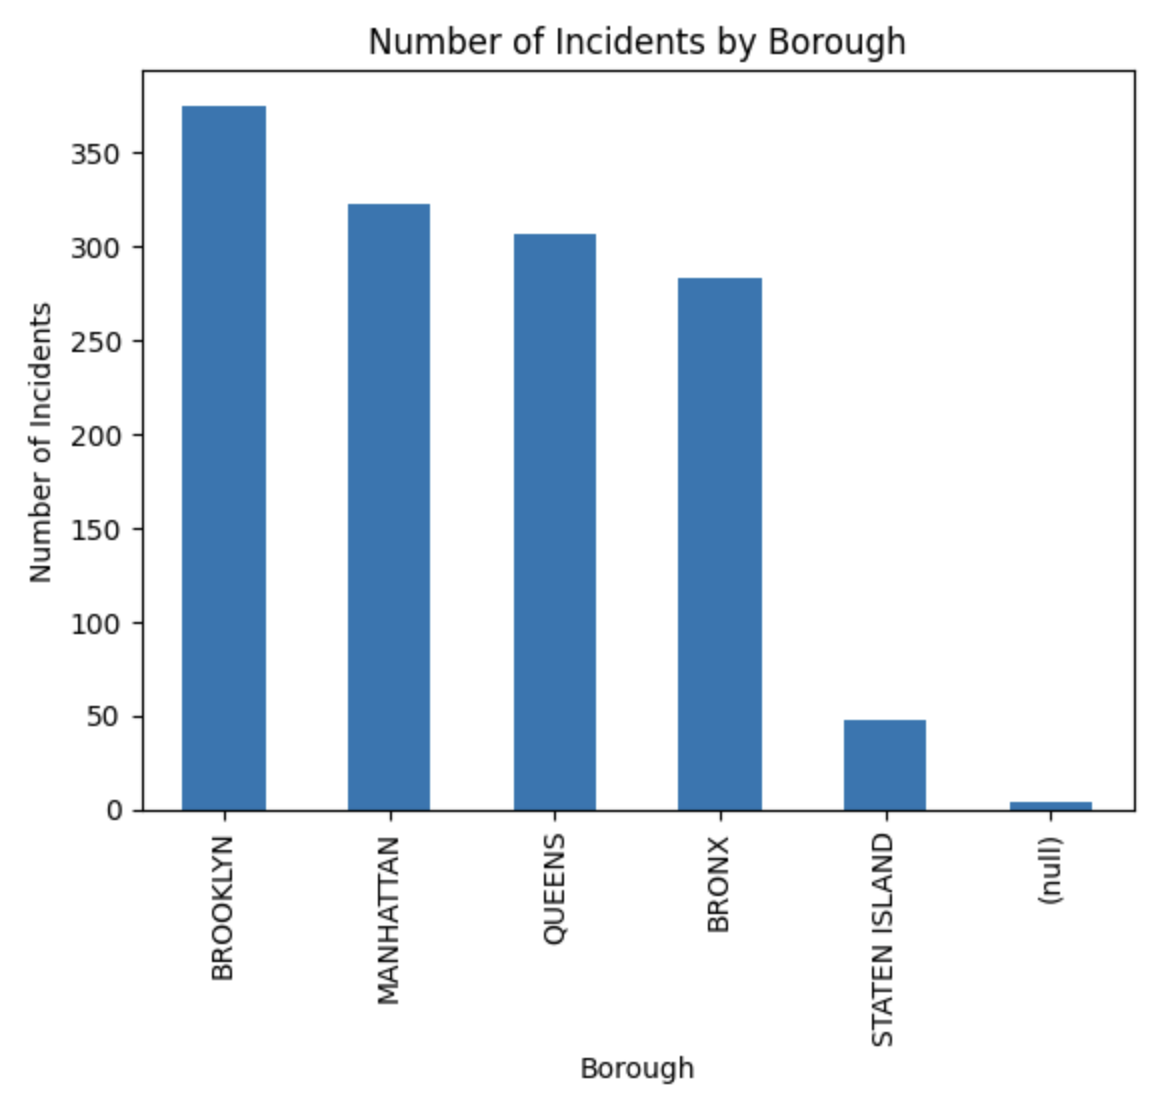 Number of Incidents by Borough
Number of Incidents
350
300
250
200
150
100
50
0
BROOKLYN
MANHATTAN
QUEENS
BRONX
STATEN ISLAND
(null)
Borough